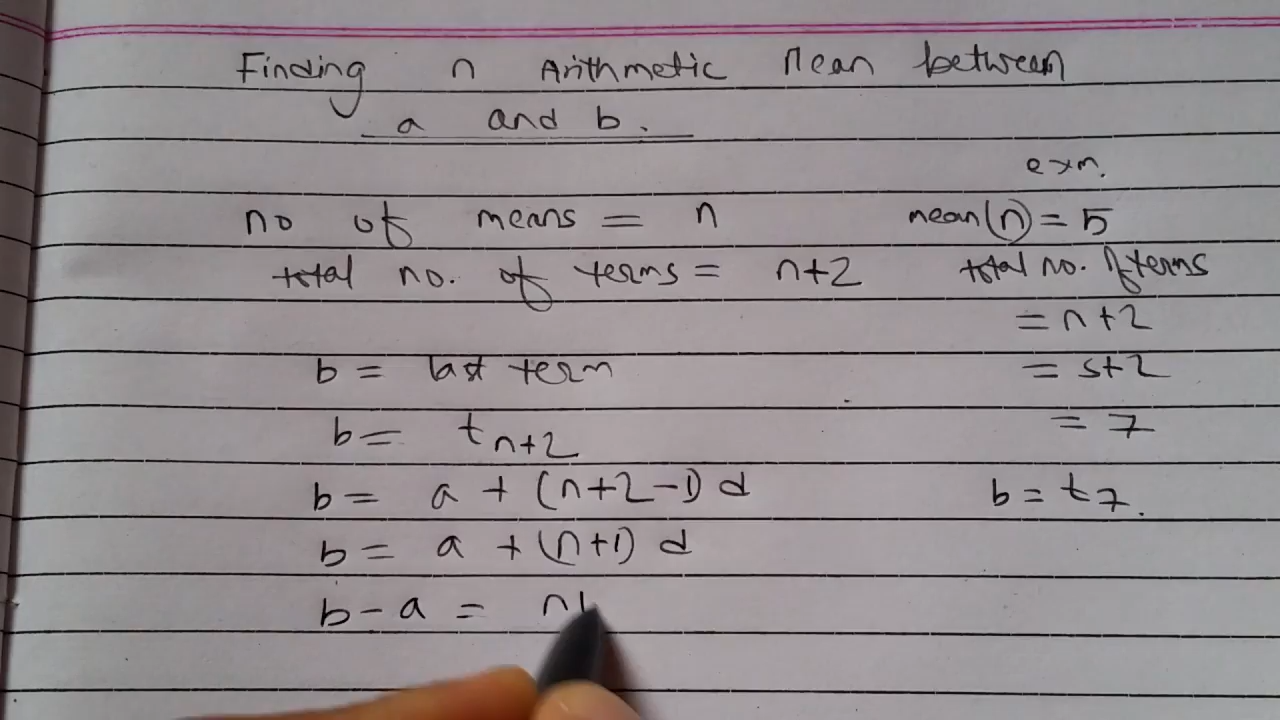 Finding n Arithmetic Mean between
a and b.
exm.
no of means = n
mean(n) = 5
total no. of terms = n+2
total no. of terms
= n+2
b = last term
= 5+2
b = t n+2
= 7
b = a + (n+2-1) d
b = t7.
b = a + (n+1) d
b - a = n